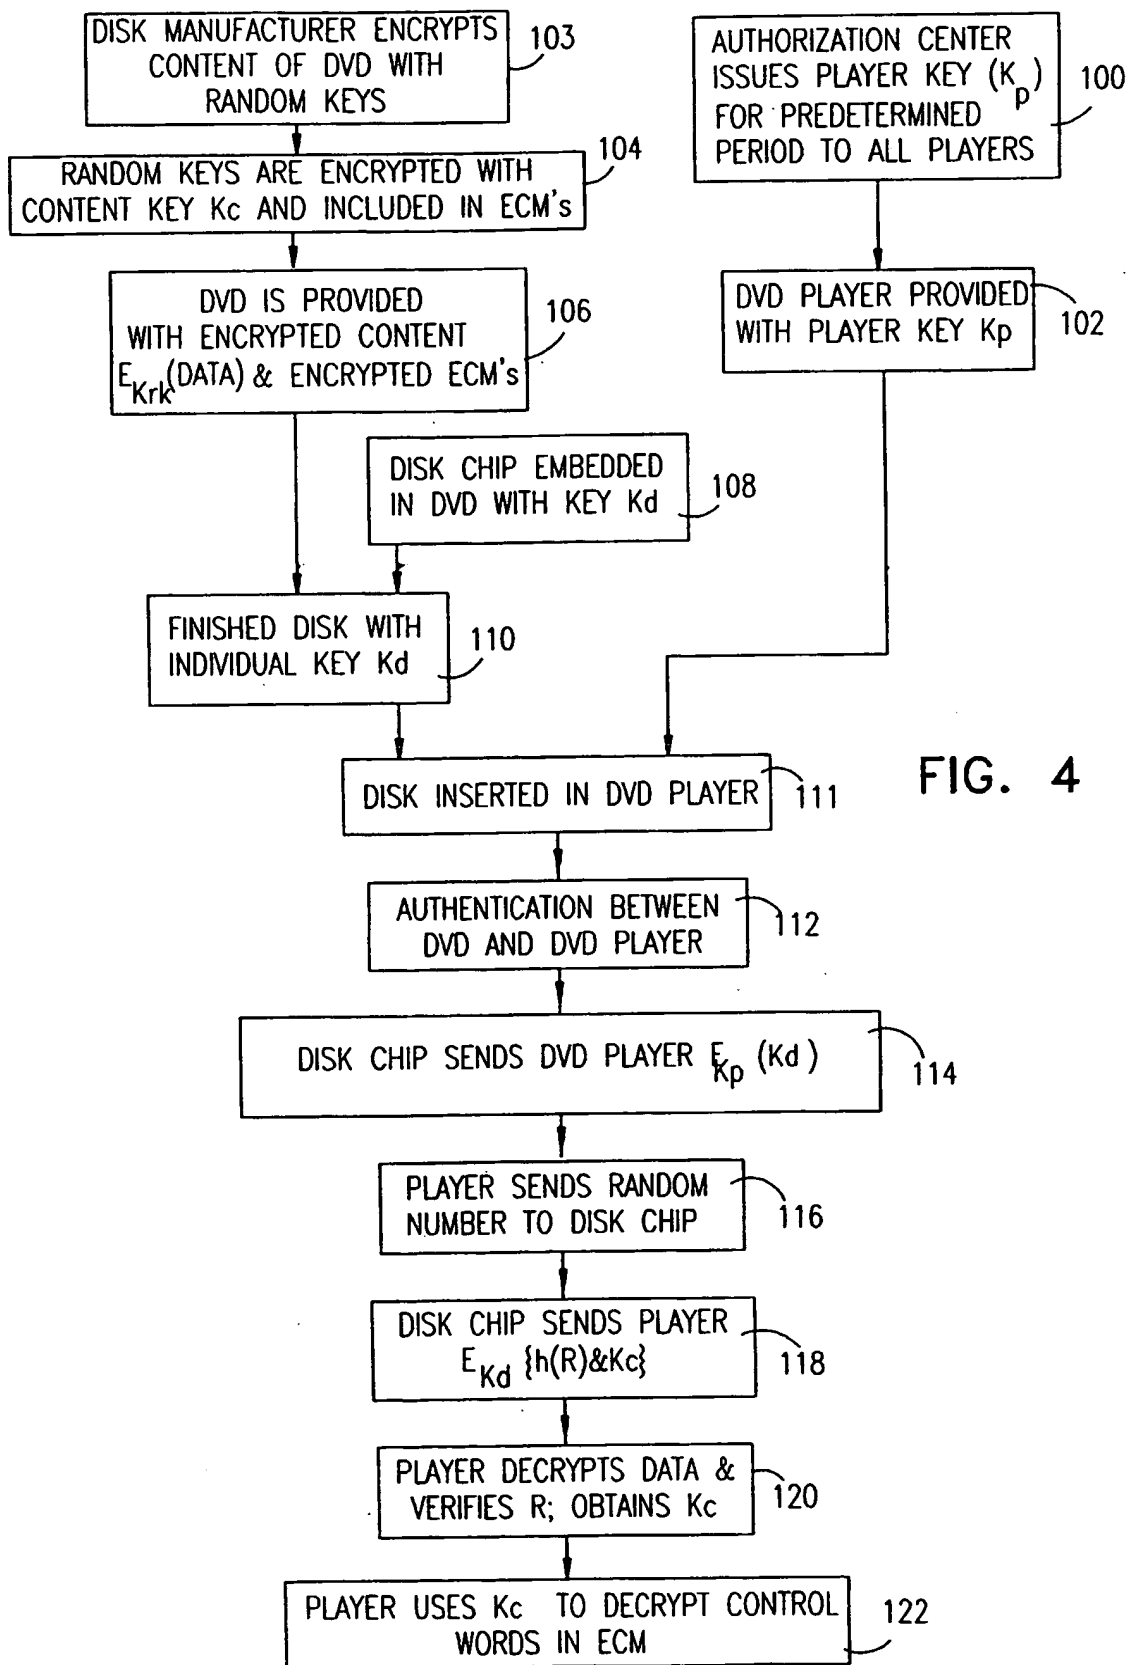 DISK MANUFACTURER ENCRYPTS
CONTENT OF DVD WITH
RANDOM KEYS
103
AUTHORIZATION CENTER
ISSUES PLAYER KEY (Kp)
FOR PREDETERMINED
PERIOD TO ALL PLAYERS
100
RANDOM KEYS ARE ENCRYPTED WITH
CONTENT KEY Kc AND INCLUDED IN ECM's
104
DVD IS PROVIDED
WITH ENCRYPTED CONTENT
EKrk(DATA) & ENCRYPTED ECM's
106
DVD PLAYER PROVIDED
WITH PLAYER KEY Kp
102
DISK CHIP EMBEDDED
IN DVD WITH KEY Kd
108
FINISHED DISK WITH
INDIVIDUAL KEY Kd
110
DISK INSERTED IN DVD PLAYER
111
FIG. 4
AUTHENTICATION BETWEEN
DVD AND DVD PLAYER
112
DISK CHIP SENDS DVD PLAYER EKp (Kd)
114
PLAYER SENDS RANDOM
NUMBER TO DISK CHIP
116
DISK CHIP SENDS PLAYER
EKd {h(R)&Kc}
118
PLAYER DECRYPTS DATA &
VERIFIES R; OBTAINS Kc
120
PLAYER USES Kc TO DECRYPT CONTROL
WORDS IN ECM
122